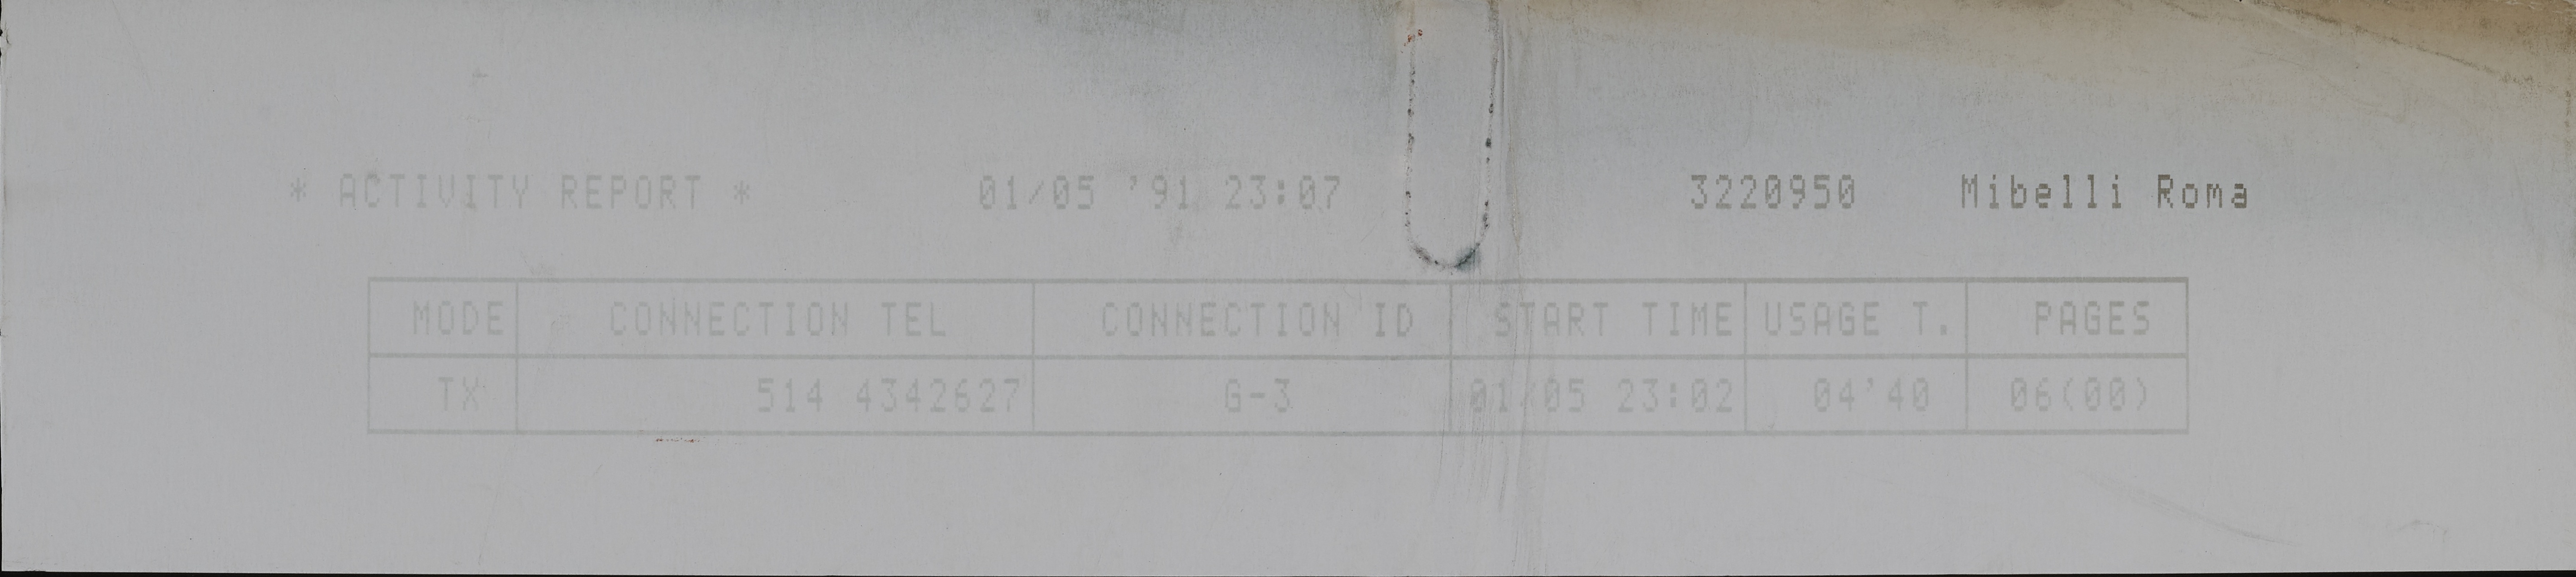 * ACTIVITY REPORT * 01/05 '91 23:07 3220950 Mibelli Roma
MODE CONNECTION TEL CONNECTION ID START TIME USAGE T. PAGES
TX 514 4342627 G-3 01/05 23:02 04'40 06(00)